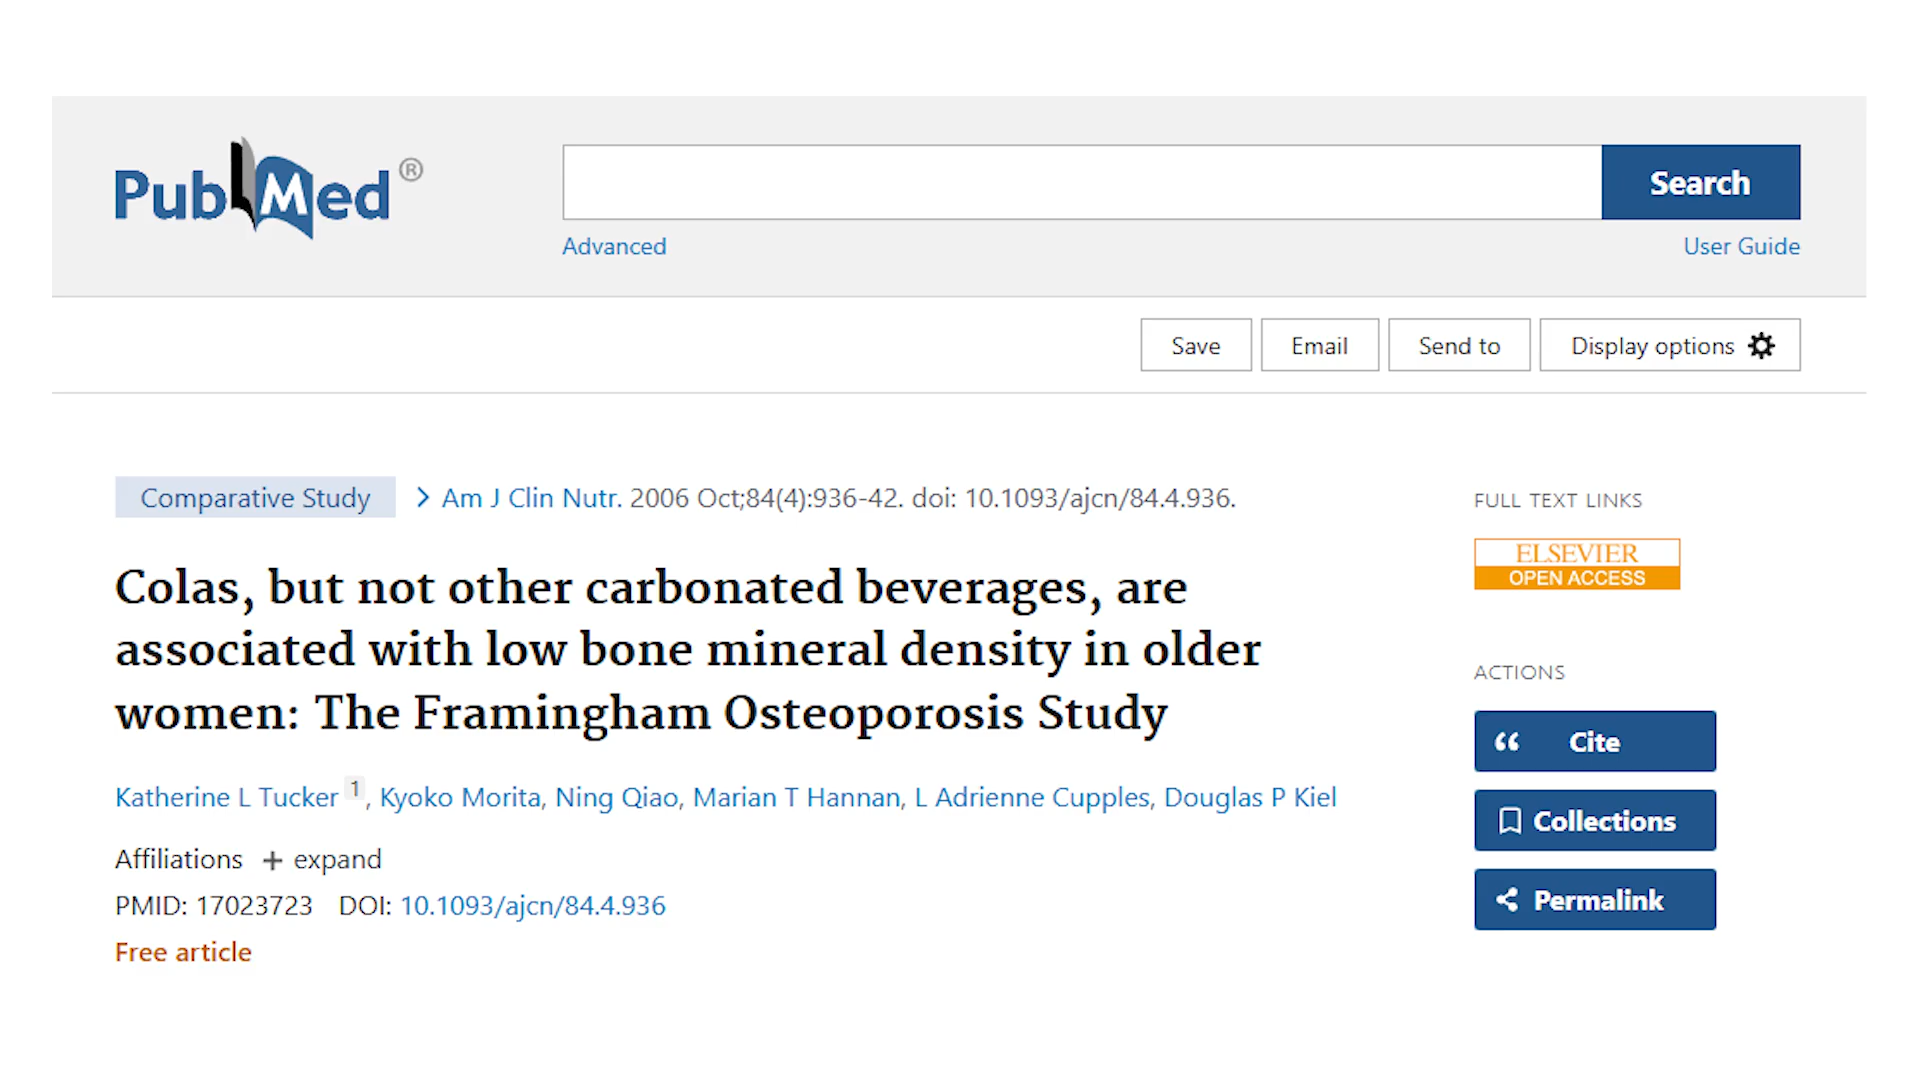 PubMed®
Search
Advanced
User Guide
Save
Email
Send to
Display options
Comparative Study > Am J Clin Nutr. 2006 Oct;84(4):936-42. doi: 10.1093/ajcn/84.4.936.
Colas, but not other carbonated beverages, are
associated with low bone mineral density in older
women: The Framingham Osteoporosis Study
Katherine L Tucker 1, Kyoko Morita, Ning Qiao, Marian T Hannan, L Adrienne Cupples, Douglas P Kiel
Affiliations + expand
PMID: 17023723 DOI: 10.1093/ajcn/84.4.936
Free article
FULL TEXT LINKS
ELSEVIER
OPEN ACCESS
ACTIONS
Cite
Collections
Permalink